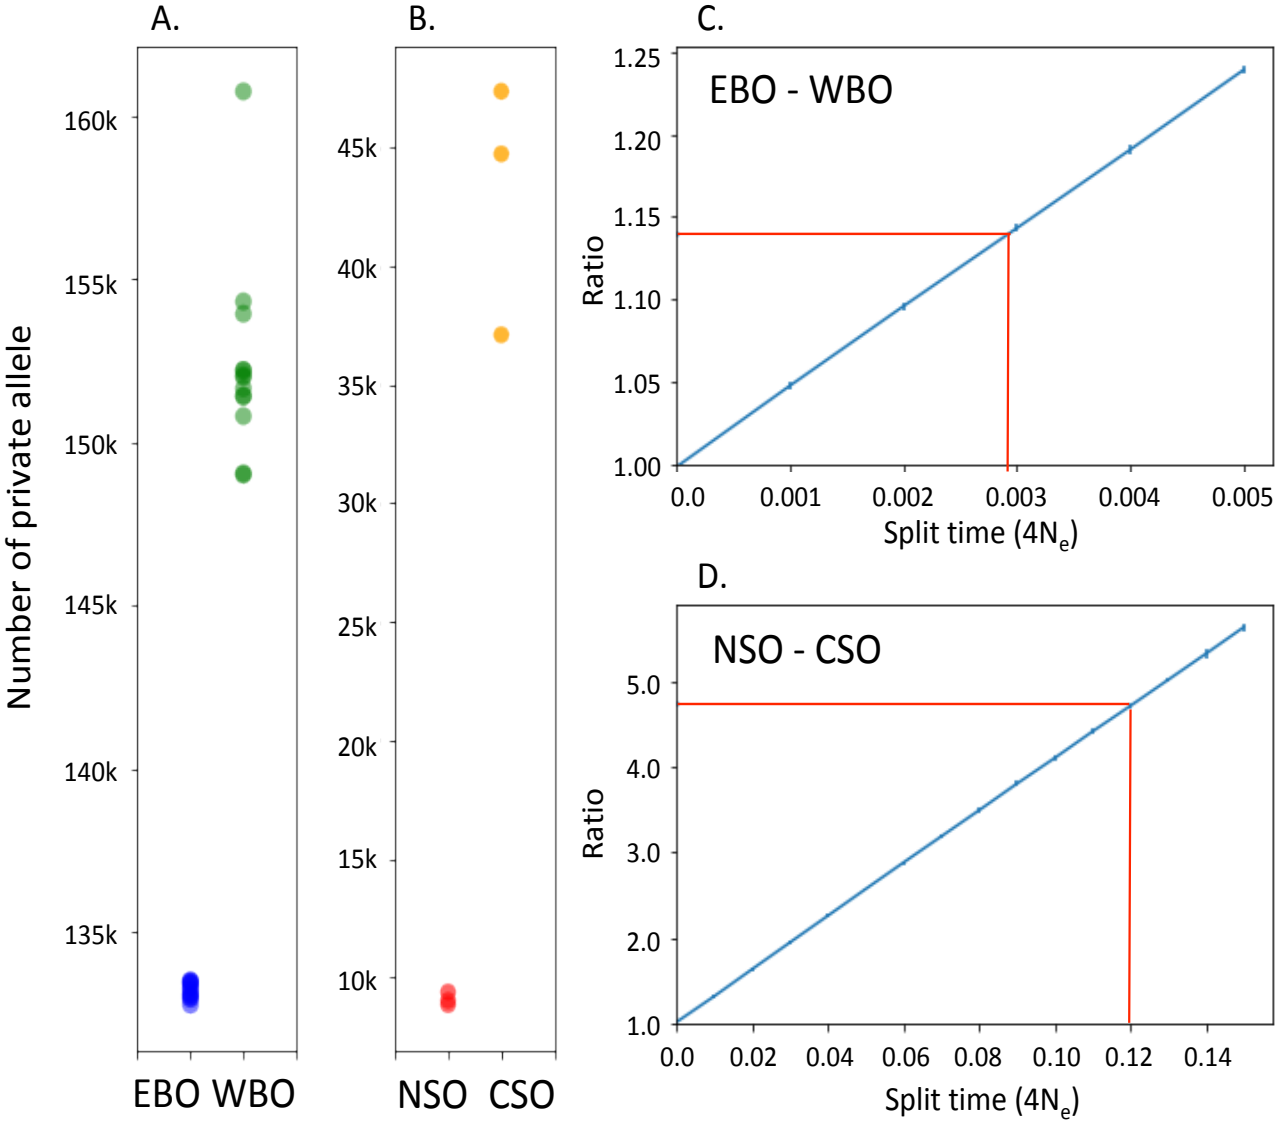 A.
B.
C.
D.
Number of private allele
160k
155k
150k
145k
140k
135k
EBO WBO
45k
40k
35k
30k
25k
20k
15k
10k
NSO CSO
EBO - WBO
Ratio
1.25
1.20
1.15
1.10
1.05
1.00
0.0 0.001 0.002 0.003 0.004 0.005
Split time (4Ne)
NSO - CSO
Ratio
5.0
4.0
3.0
2.0
1.0
0.0 0.02 0.04 0.06 0.08 0.10 0.12 0.14
Split time (4Ne)